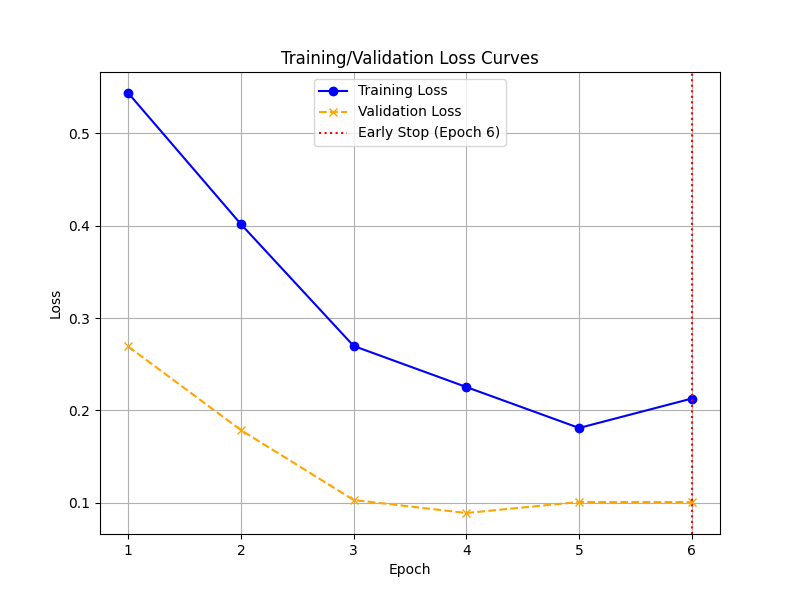 Training/Validation Loss Curves
Training Loss
Validation Loss
Early Stop (Epoch 6)
Loss
0.5
0.4
0.3
0.2
0.1
1 2 3 4 5 6
Epoch